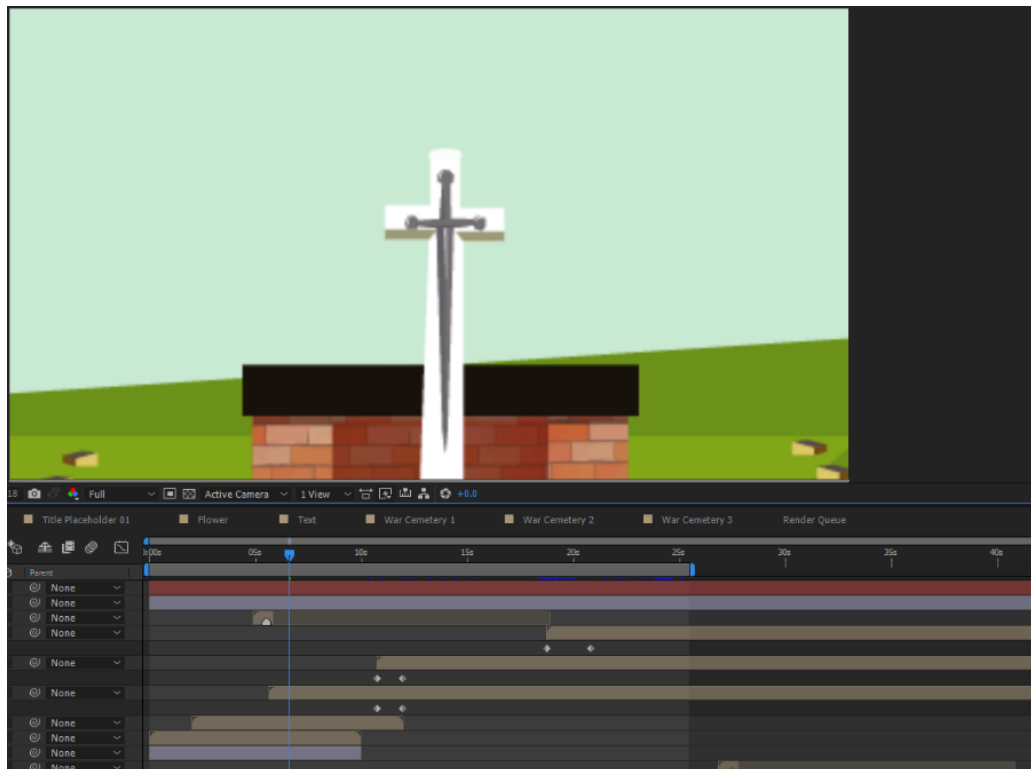 18 Full Active Camera 1 View +0.0
Title Placeholder 01 Flower Text War Cemetery 1 War Cemetery 2 War Cemetery 3 Render Queue
05s 10s 15s 20s 25s 30s 35s 40s
Parent
None
None
None
None
None
None
None
None
None
None